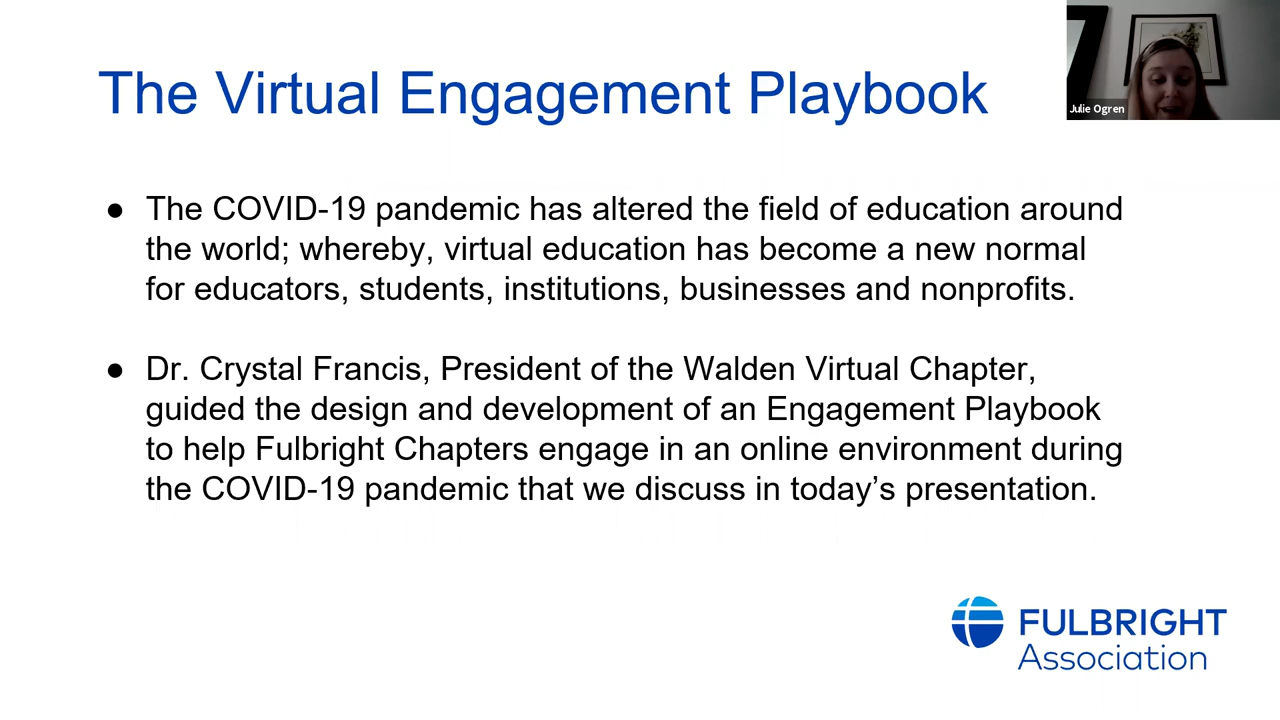 The Virtual Engagement Playbook
Julie Ogren
● The COVID-19 pandemic has altered the field of education around
the world; whereby, virtual education has become a new normal
for educators, students, institutions, businesses and nonprofits.
● Dr. Crystal Francis, President of the Walden Virtual Chapter,
guided the design and development of an Engagement Playbook
to help Fulbright Chapters engage in an online environment during
the COVID-19 pandemic that we discuss in today’s presentation.
FULBRIGHT
Association